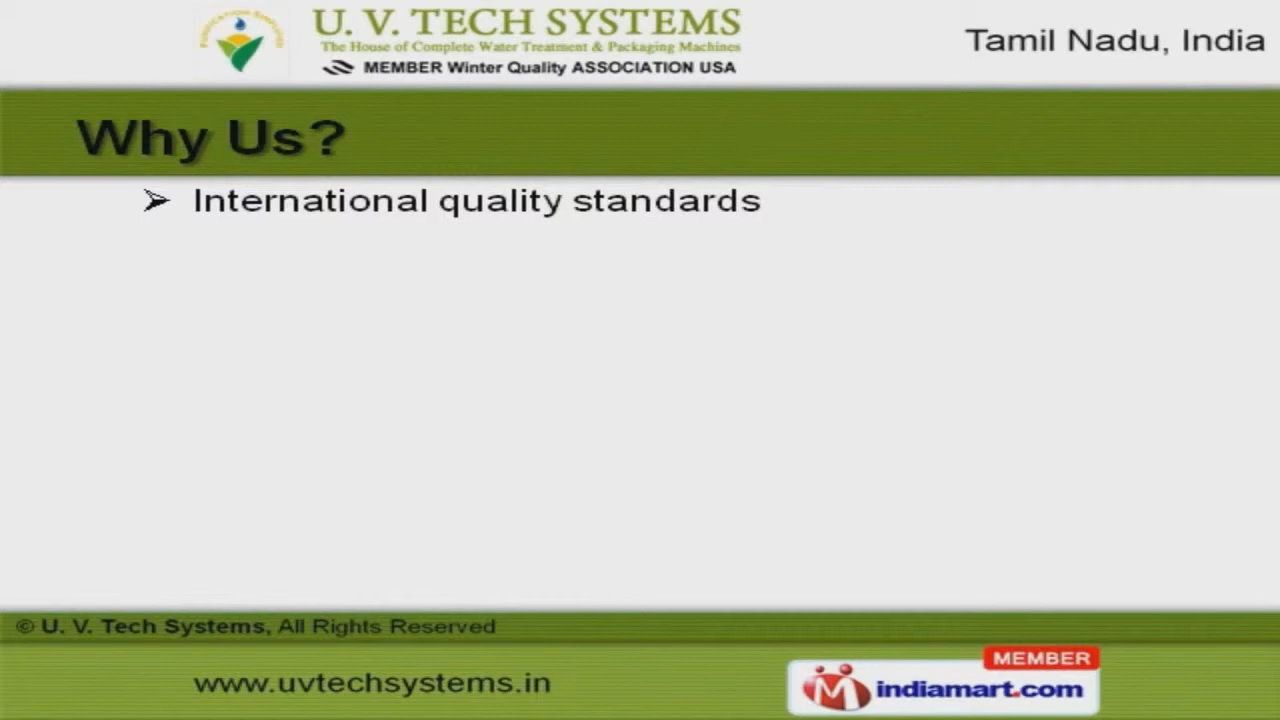 U. V. TECH SYSTEMS
The House of Complete Water Treatment & Packaging Machines
MEMBER Winter Quality ASSOCIATION USA
Tamil Nadu, India
Why Us?
➢ International quality standards
© U. V. Tech Systems, All Rights Reserved
www.uvtechsystems.in
MEMBER
indiamart.com